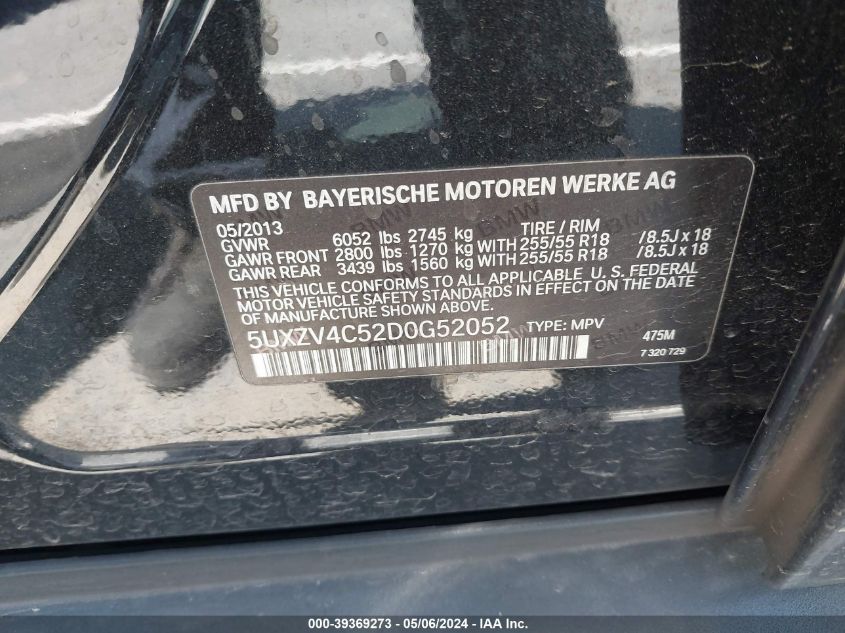 MFD BY BAYERISCHE MOTOREN WERKE AG
05/2013 TIRE / RIM
GVWR 6052 lbs 2745 kg
GAWR FRONT 2800 lbs 1270 kg WITH 255/55 R18 /8.5J x 18
GAWR REAR 3439 lbs 1560 kg WITH 255/55 R18 /8.5J x 18
THIS VEHICLE CONFORMS TO ALL APPLICABLE U. S. FEDERAL
MOTOR VEHICLE SAFETY STANDARDS IN EFFECT ON THE DATE
OF MANUFACTURE SHOWN ABOVE.
5UXZV4C52D0G52052 TYPE: MPV 475M
7 320 729
000-39369273 - 05/06/2024 - IAAI Inc.